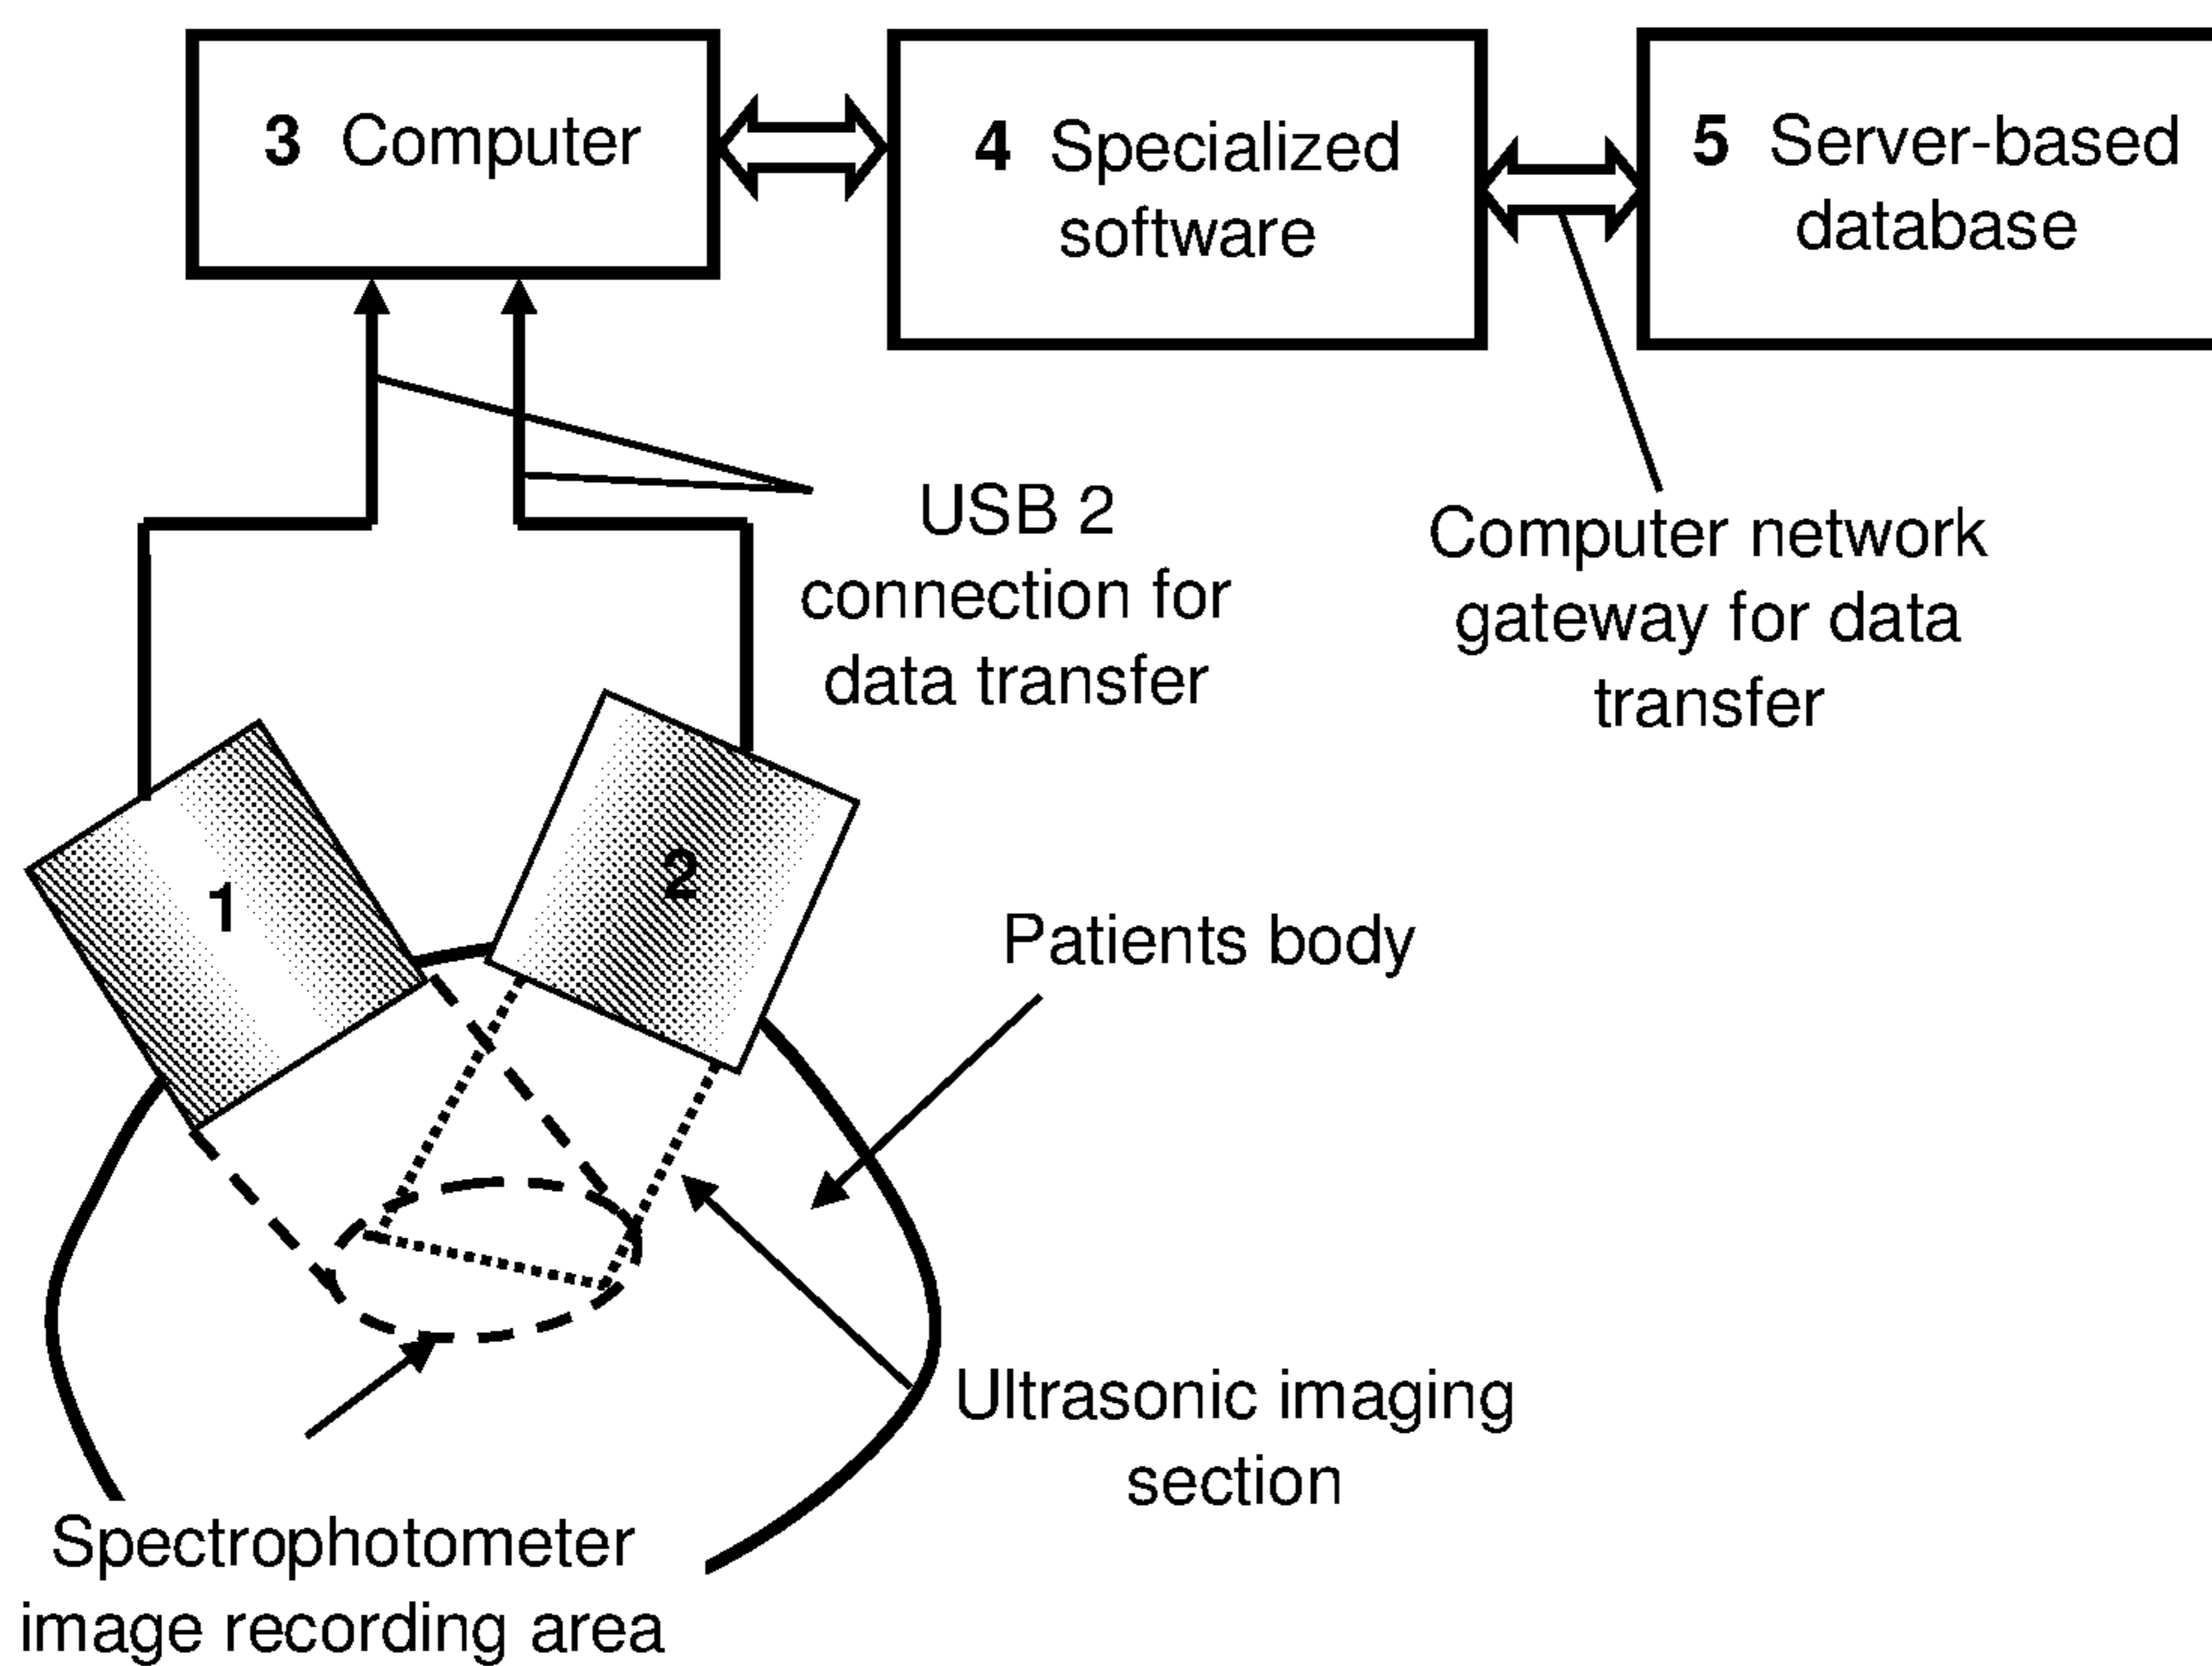 3 Computer
4 Specialized
software
5 Server-based
database
USB 2
connection for
data transfer
Computer network
gateway for data
transfer
1
2
Patients body
Ultrasonic imaging
section
Spectrophotometer
image recording area